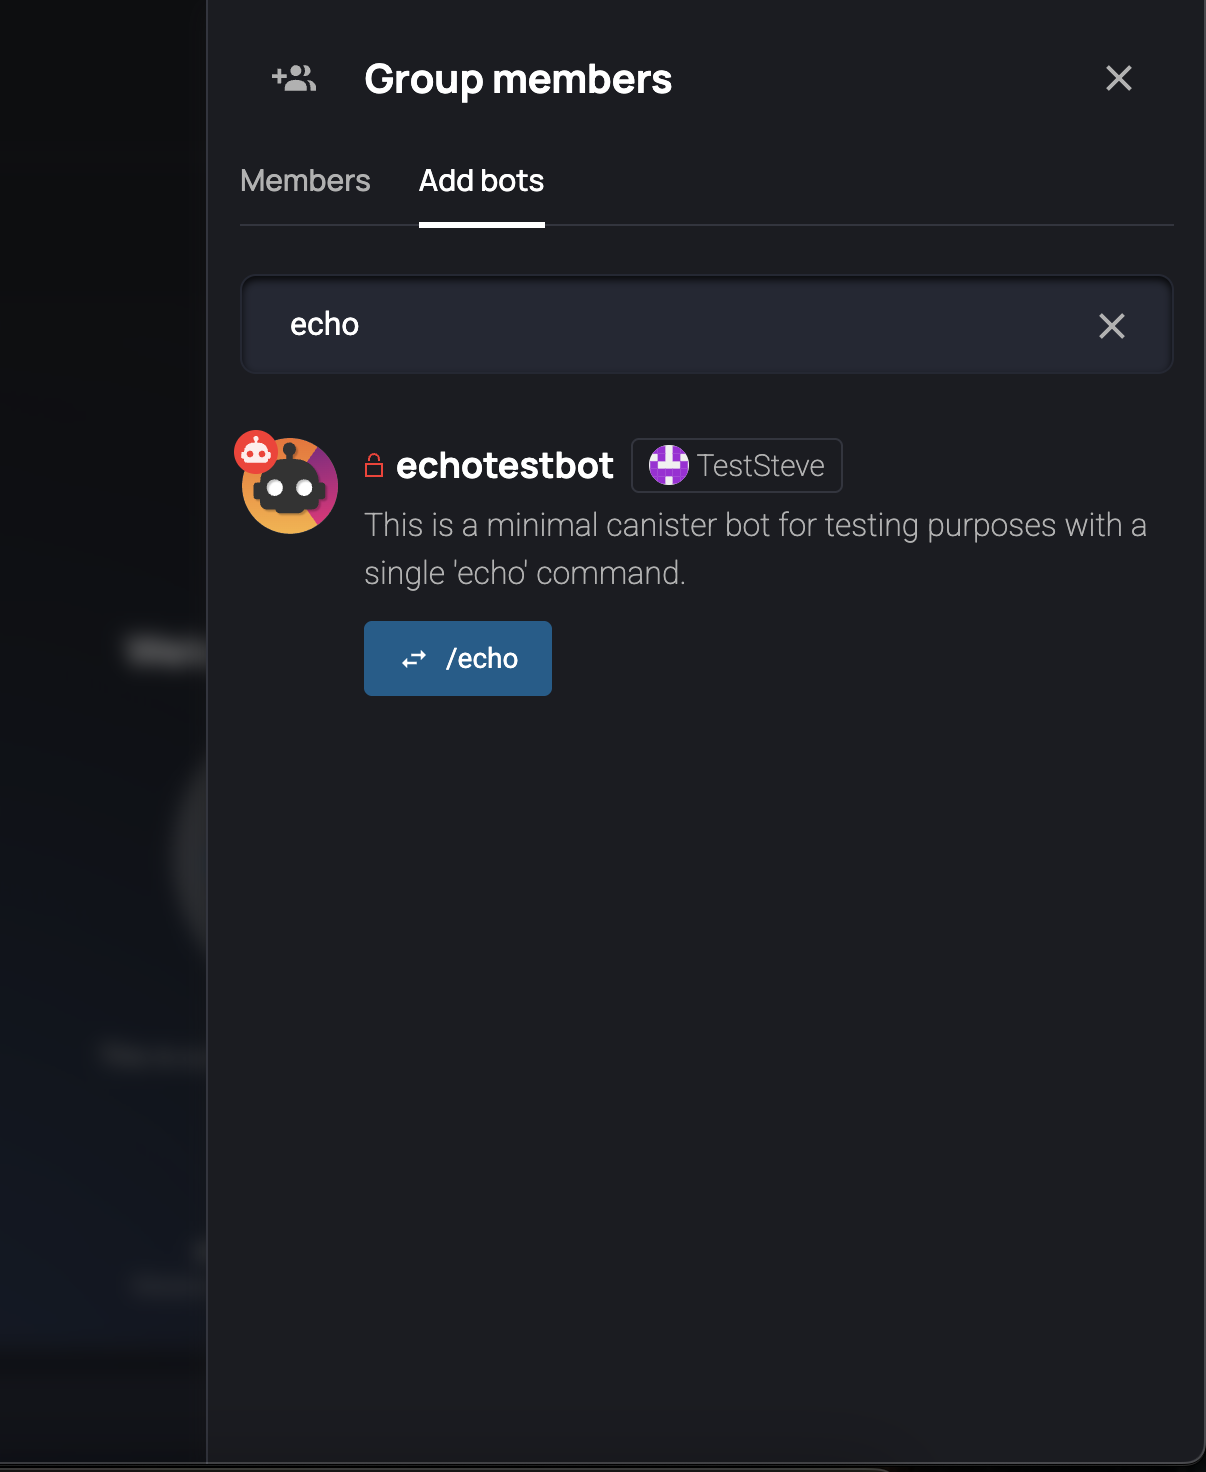 Group members
Members Add bots
echo
echotestbot TestSteve
This is a minimal canister bot for testing purposes with a
single 'echo' command.
/echo